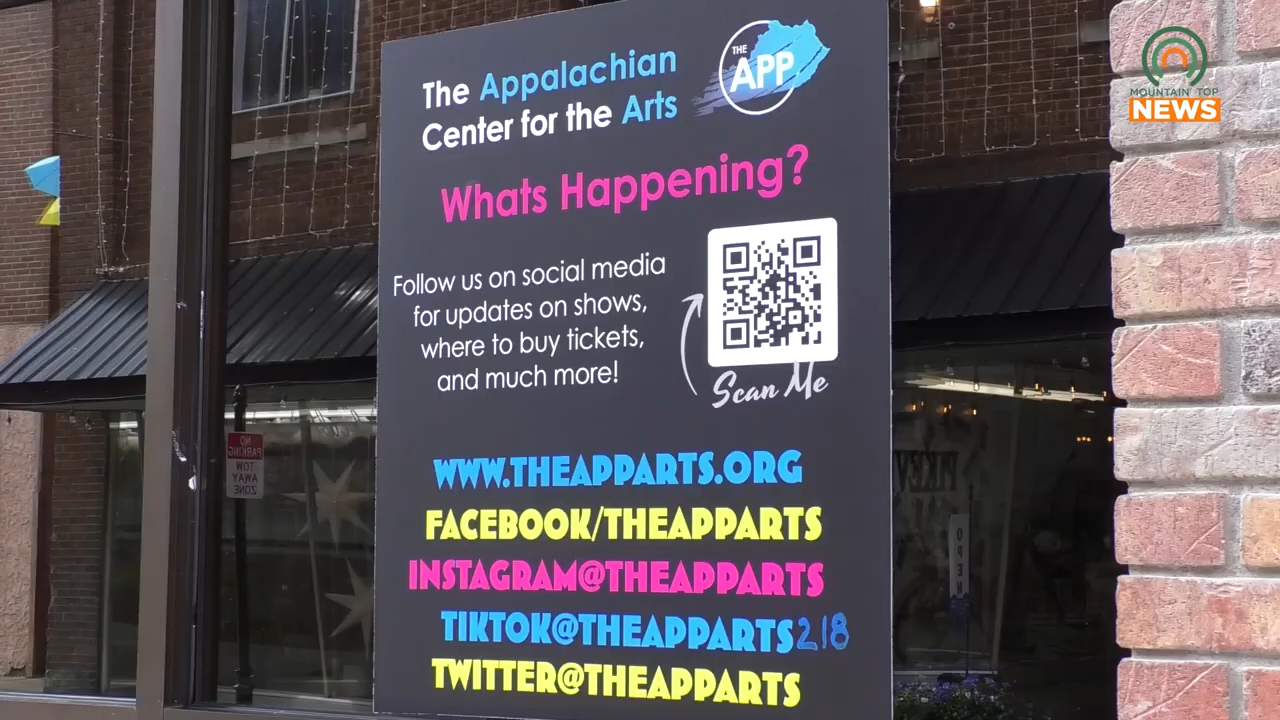 The Appalachian
Center for the Arts
THE
APP
MOUNTAIN TOP
NEWS
Whats Happening?
Follow us on social media
for updates on shows,
where to buy tickets,
and much more!
Scan Me
WWW.THEAPPARTS.ORG
FACEBOOK/THEAPPARTS
INSTAGRAM@THEAPPARTS
TIKTOK@THEAPPARTS218
TWITTER@THEAPPARTS
NO
PARKING
TOW
AWAY
ZONE
OPEN